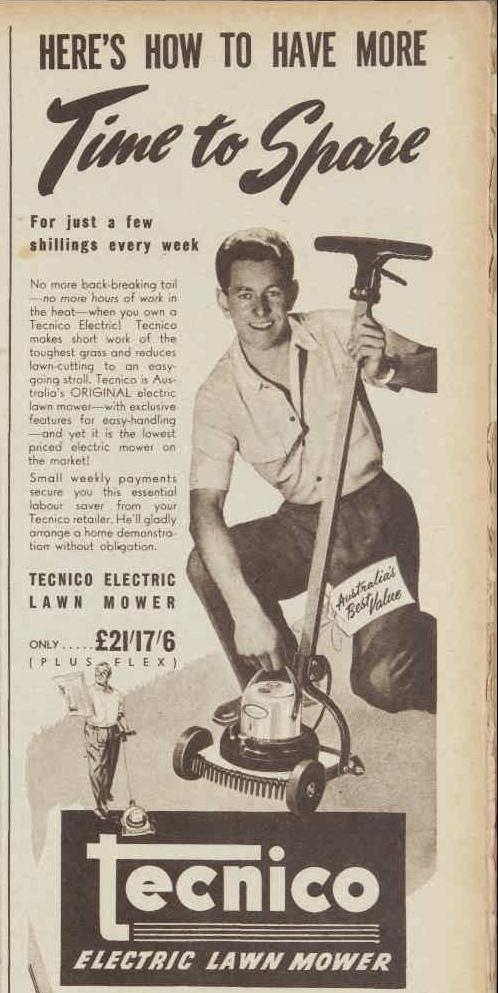 HERE'S HOW TO HAVE MORE
Time to Spare
For just a few
shillings every week
No more back-breaking toil
—no more hours of work in
the heat—when you own a
Tecnico Electric! Tecnico
makes short work of the
toughest grass and reduces
lawn-cutting to an easy-
going stroll. Tecnico is Aus-
tralia's ORIGINAL electric
lawn mower—with exclusive
features for easy-handling
—and yet it is the lowest
priced electric mower on
the market!
Small weekly payments
secure you this essential
labour saver from your
Tecnico retailer. He'll gladly
arrange a home demonstra-
tion without obligation.
TECNICO ELECTRIC
LAWN MOWER
ONLY.....£21/17/6
(PLUS FLEX)
Australia's
Best Value
tecnico
ELECTRIC LAWN MOWER